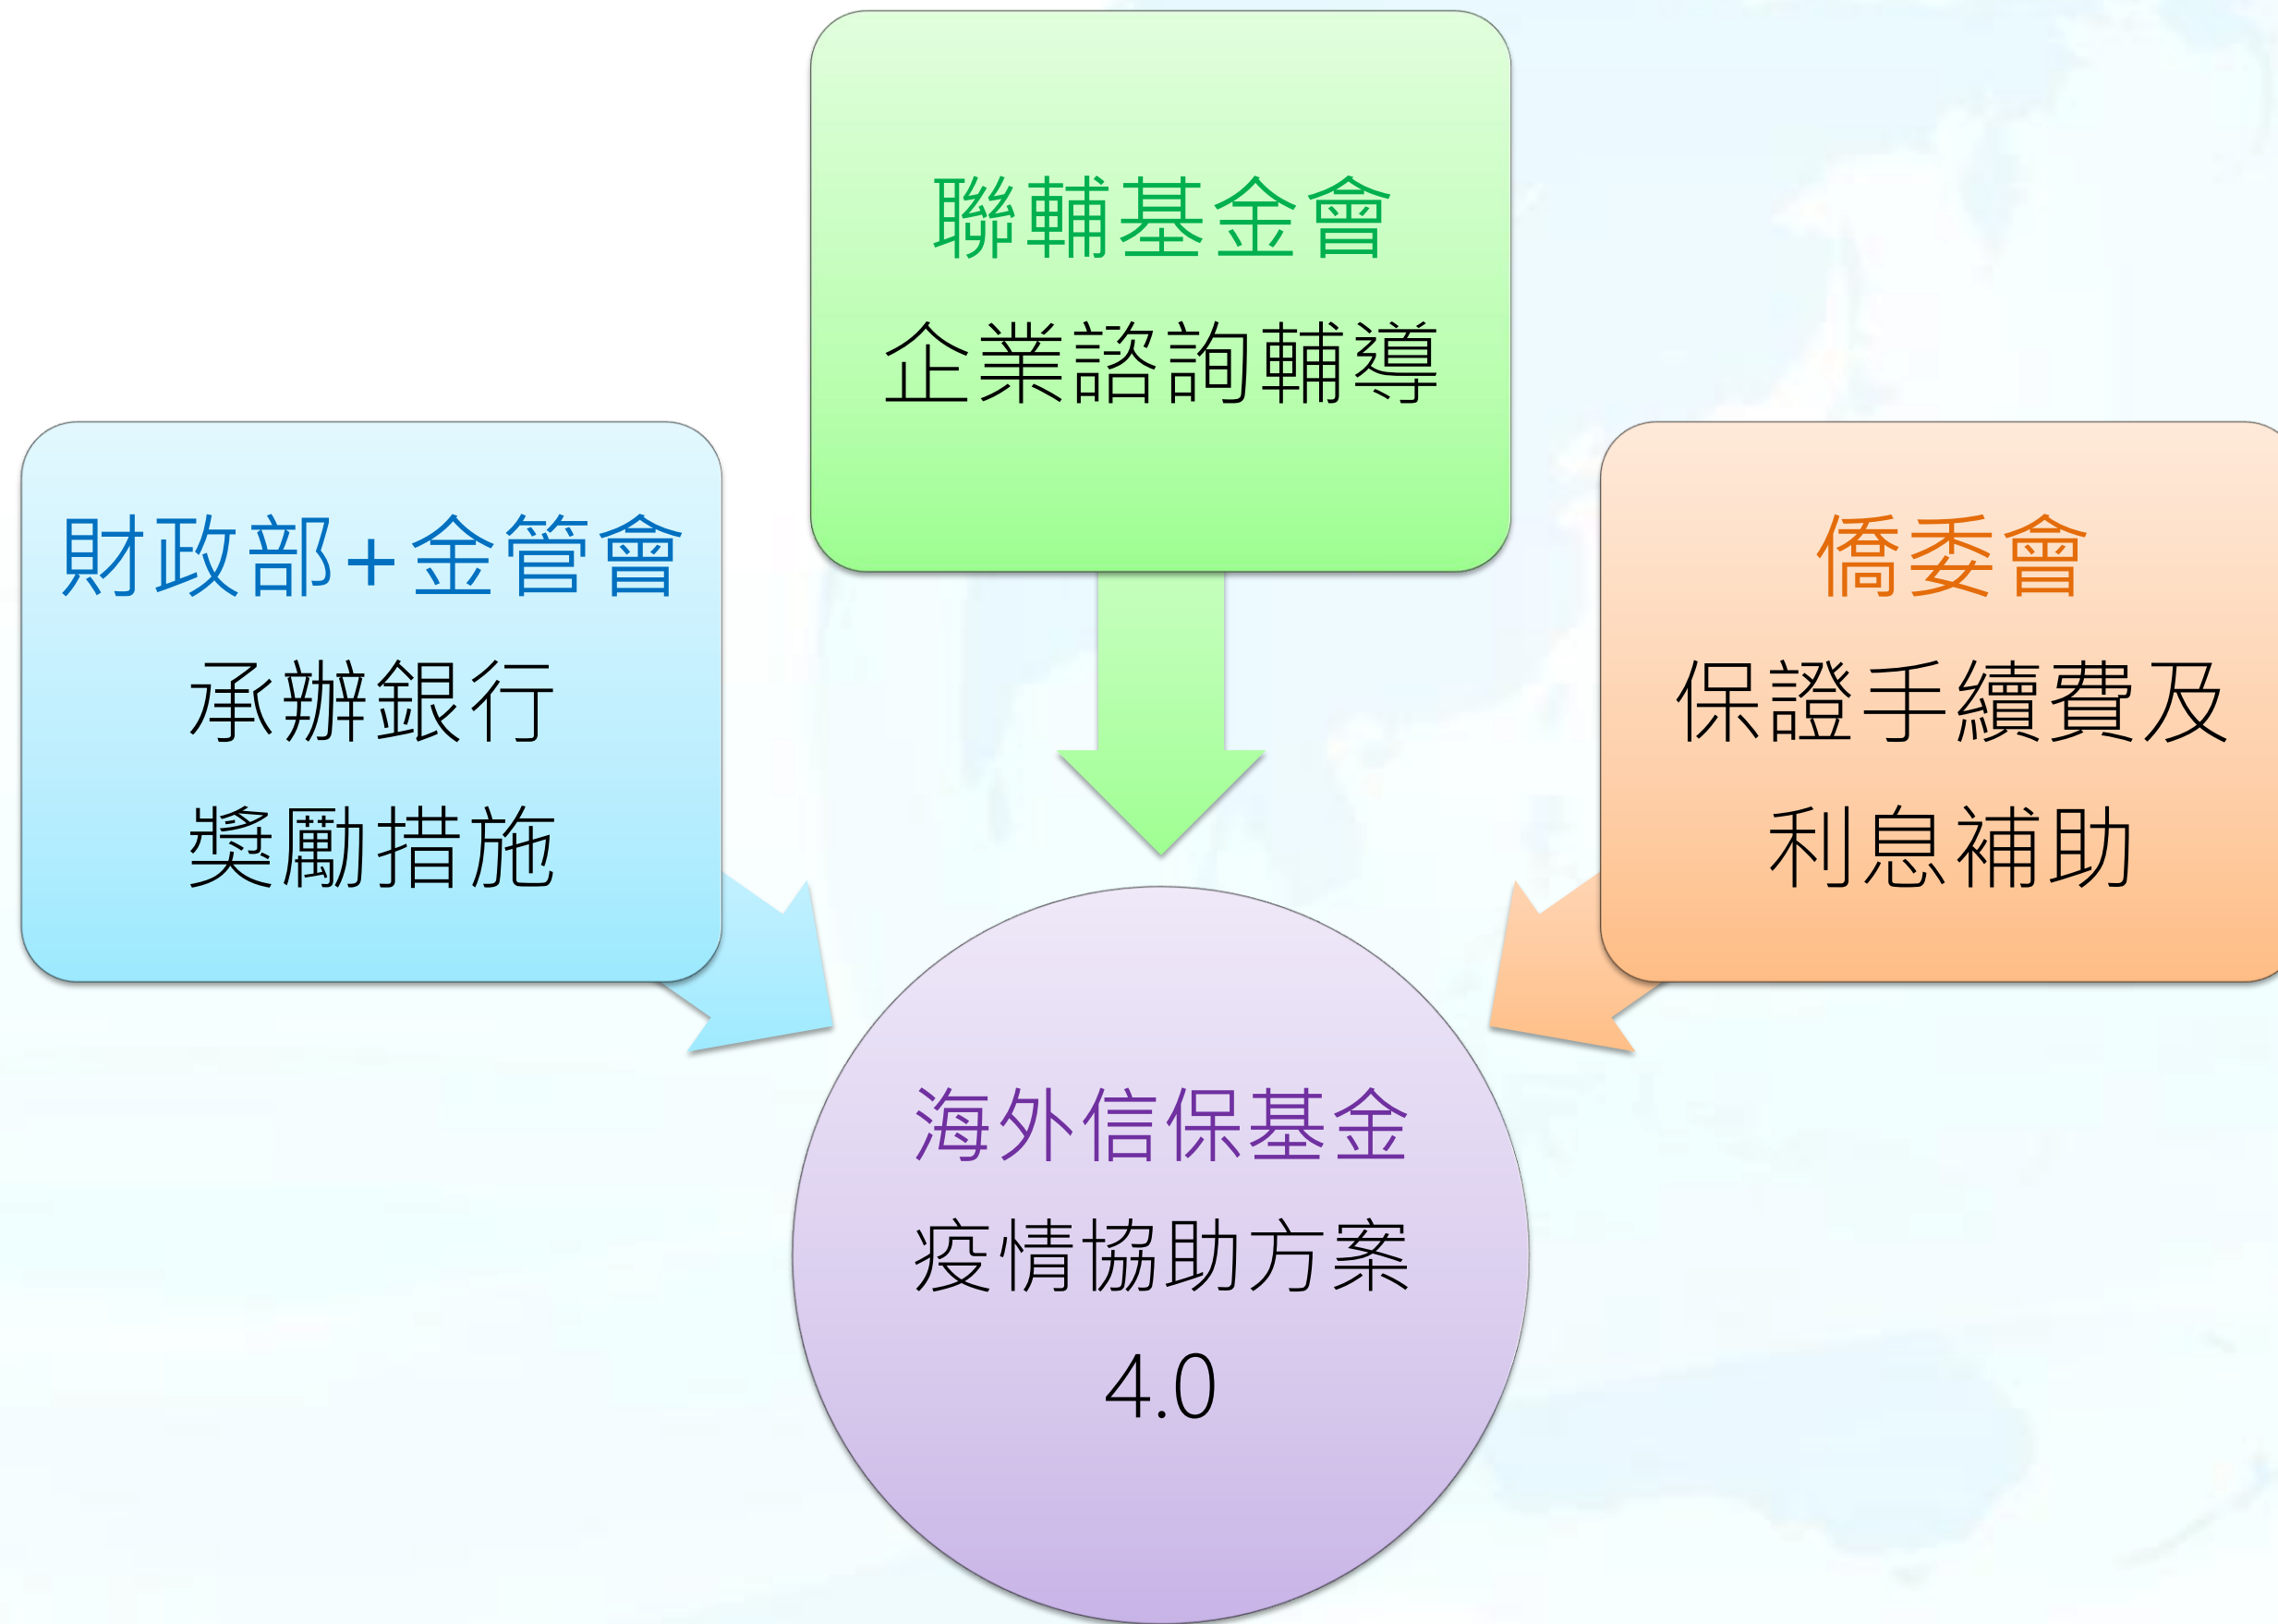 聯輔基金會
企業諮詢輔導
財政部+金管會
承辦銀行
獎勵措施
僑委會
保證手續費及
利息補助
海外信保基金
疫情協助方案
4.0